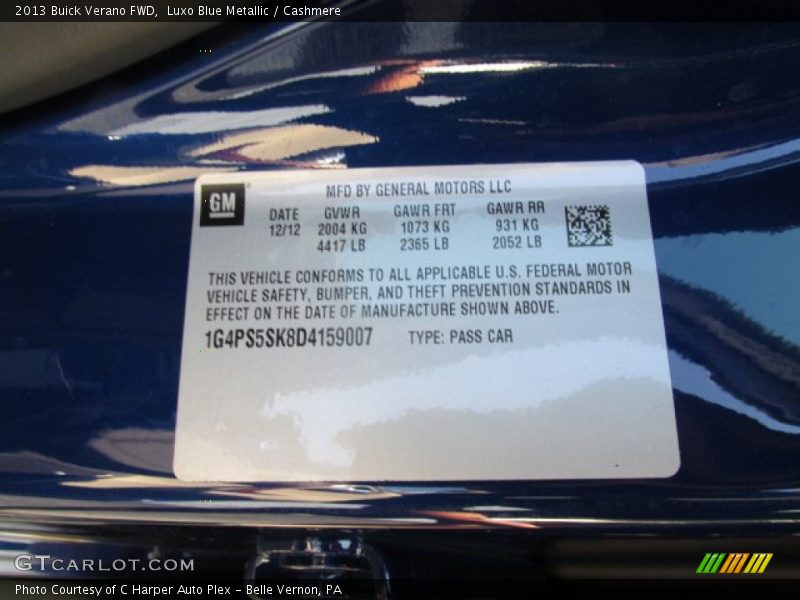 2013 Buick Verano FWD,  Luxo Blue Metallic / Cashmere
GM
MFD BY GENERAL MOTORS LLC
DATE GVWR GAWR FRT GAWR RR
12/12 2004 KG 1073 KG 931 KG
4417 LB 2365 LB 2052 LB
THIS VEHICLE CONFORMS TO ALL APPLICABLE U.S. FEDERAL MOTOR
VEHICLE SAFETY, BUMPER, AND THEFT PREVENTION STANDARDS IN
EFFECT ON THE DATE OF MANUFACTURE SHOWN ABOVE.
1G4PS5SK8D4159007 TYPE: PASS CAR
GTCARLOT.COM
Photo Courtesy of C Harper Auto Plex - Belle Vernon, PA